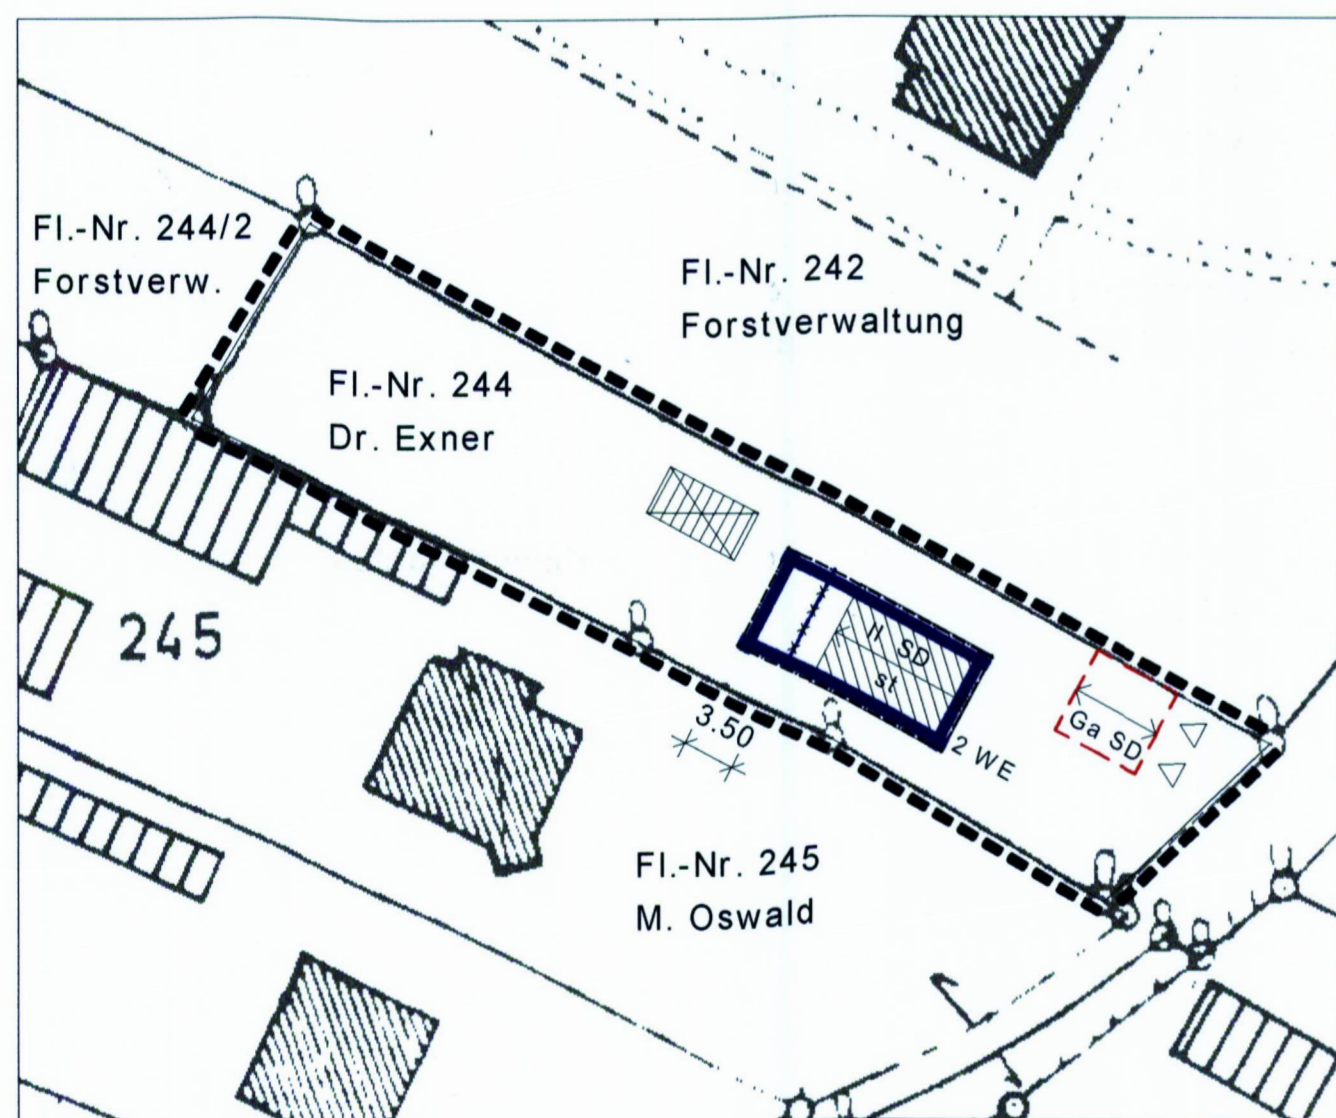 Fl.-Nr. 244/2
Forstverw.
Fl.-Nr. 242
Forstverwaltung
Fl.-Nr. 244
Dr. Exner
245
II SD
st
3.50
2 WE
Ga SD
Fl.-Nr. 245
M. Oswald